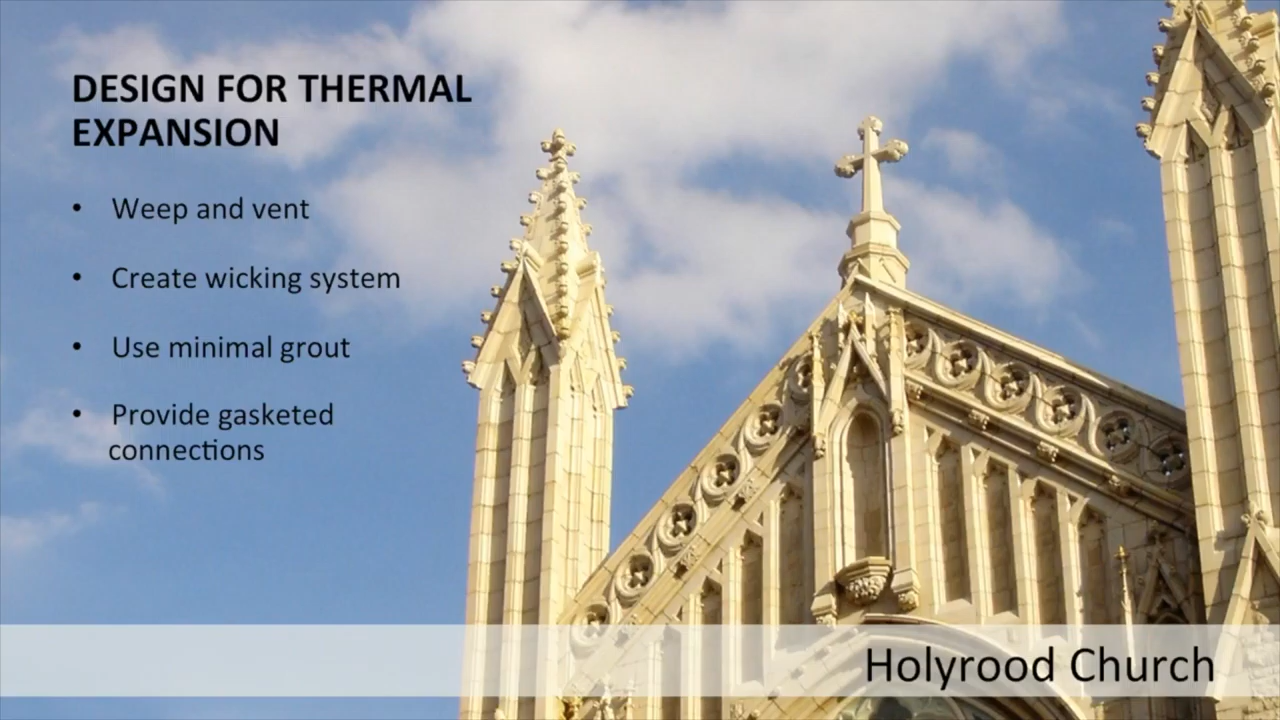 DESIGN FOR THERMAL
EXPANSION
• Weep and vent
• Create wicking system
• Use minimal grout
• Provide gasketed
connections
Holyrood Church